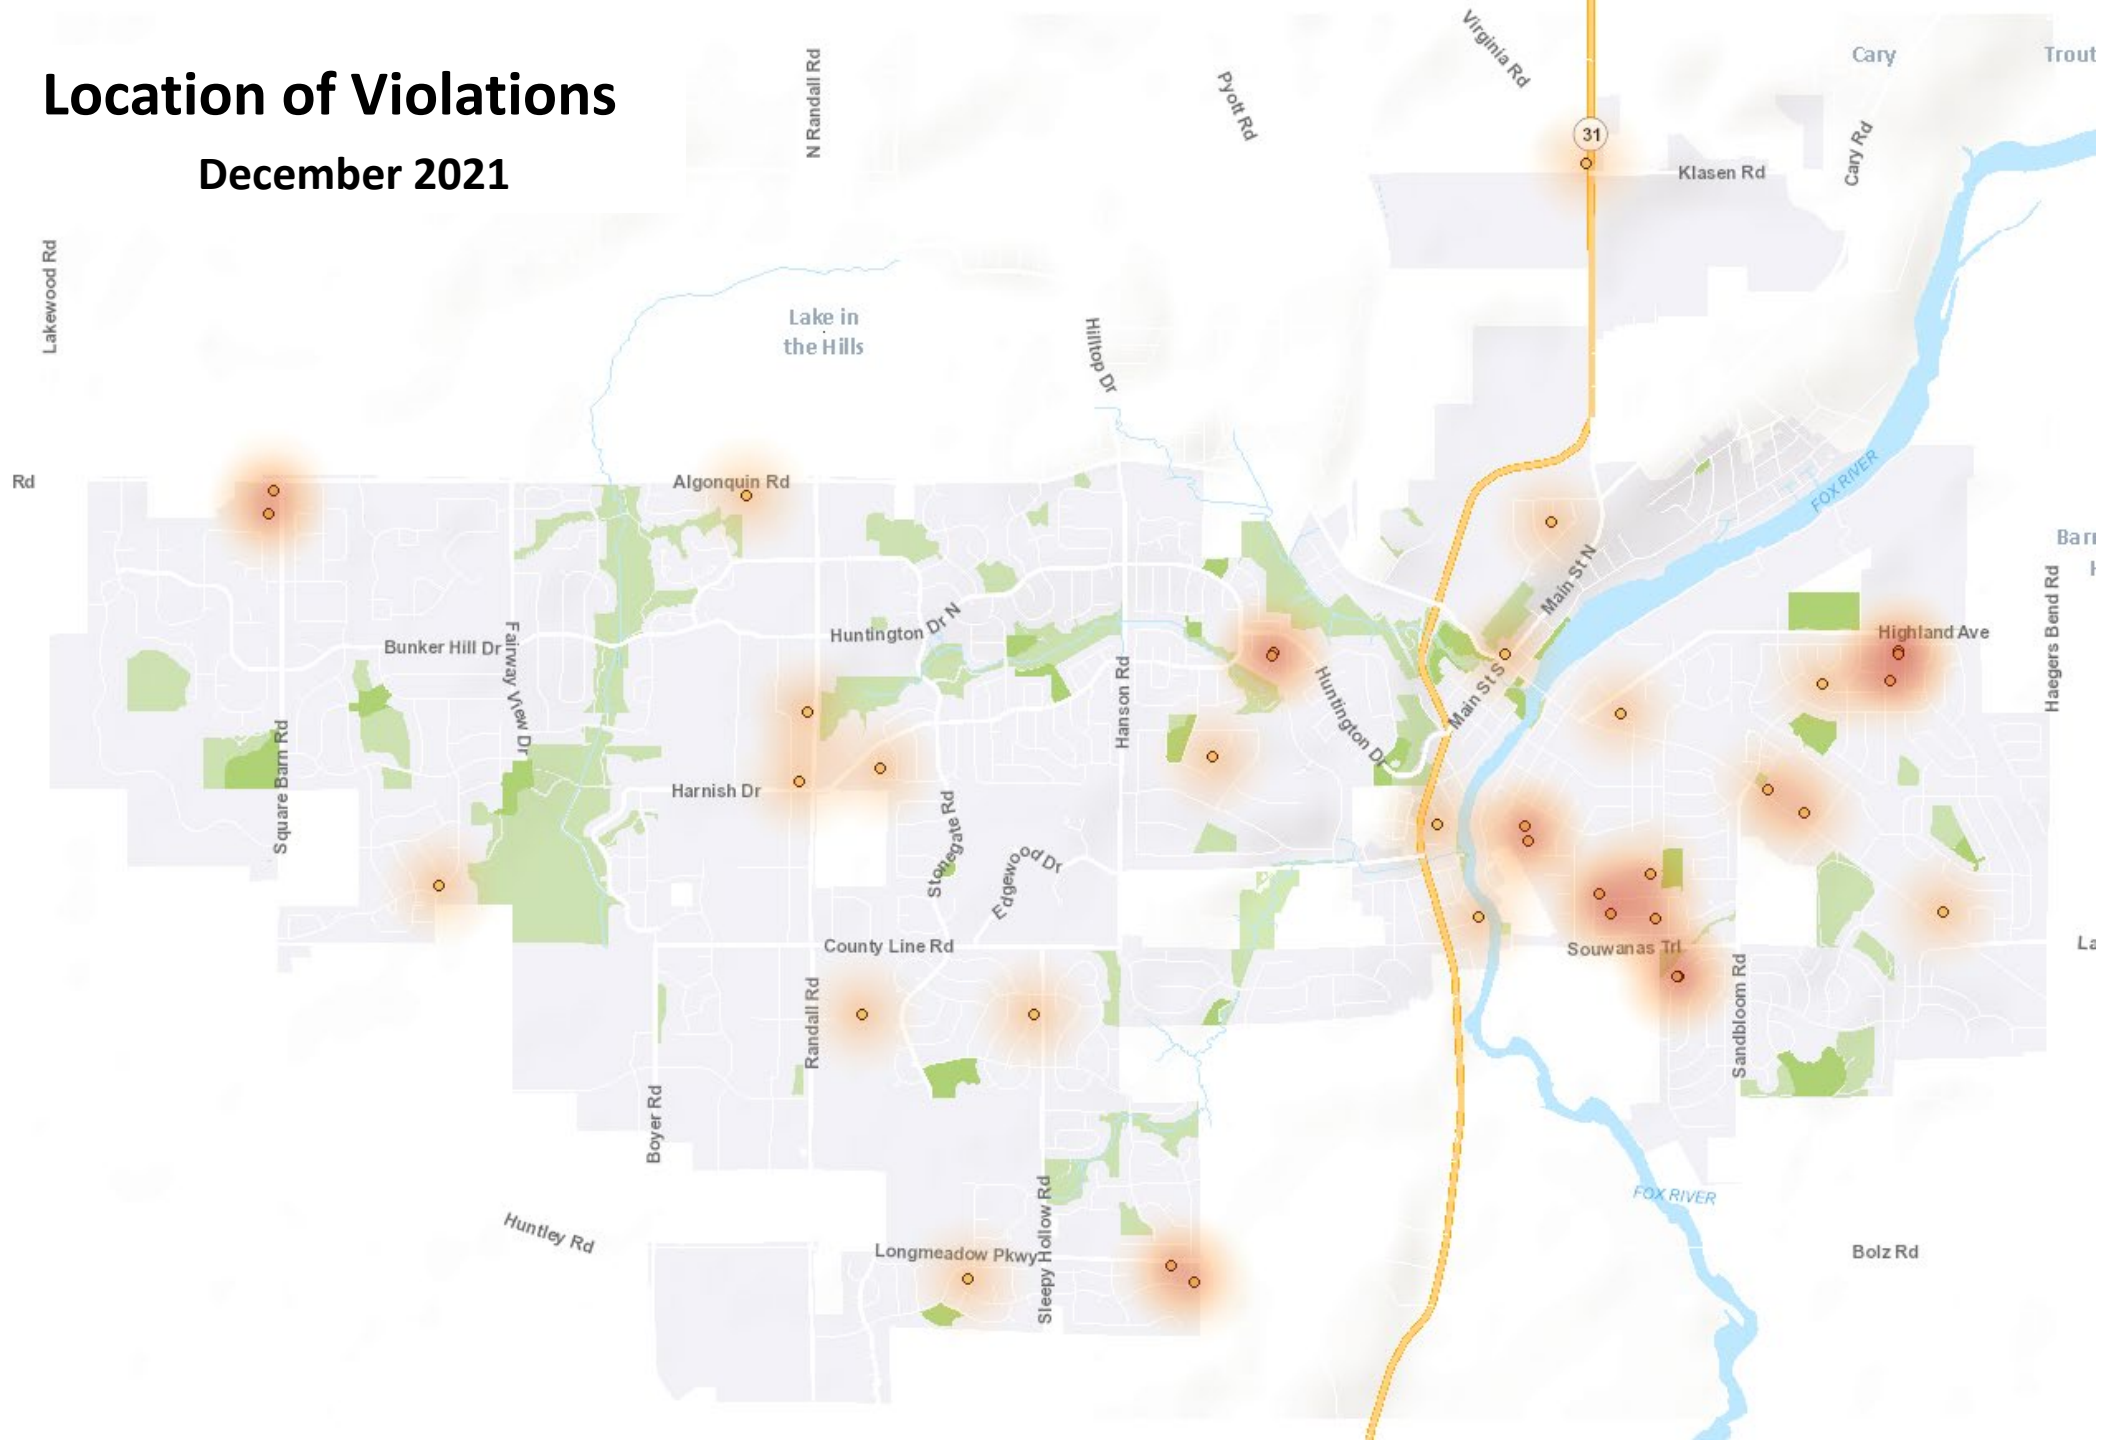 Location of Violations
December 2021
Virginia Rd
Cary
Trout
N Randall Rd
Pyott Rd
31
Klasen Rd
Cary Rd
Lakewood Rd
Lake in
the Hills
Hilltop Dr
Rd
Algonquin Rd
FOX RIVER
Main St N
Haegers Bend Rd
Huntington Dr N
Bunker Hill Dr
Fairway View Dr
Highland Ave
Hanson Rd
Huntington Dr
Main St S
Square Barn Rd
Harnish Dr
Stonegate Rd
Edgewood Dr
County Line Rd
Souwanas Trl
Randall Rd
Sandbloom Rd
Boyer Rd
Huntley Rd
Longmeadow Pkwy
Sleepy Hollow Rd
FOX RIVER
Bolz Rd